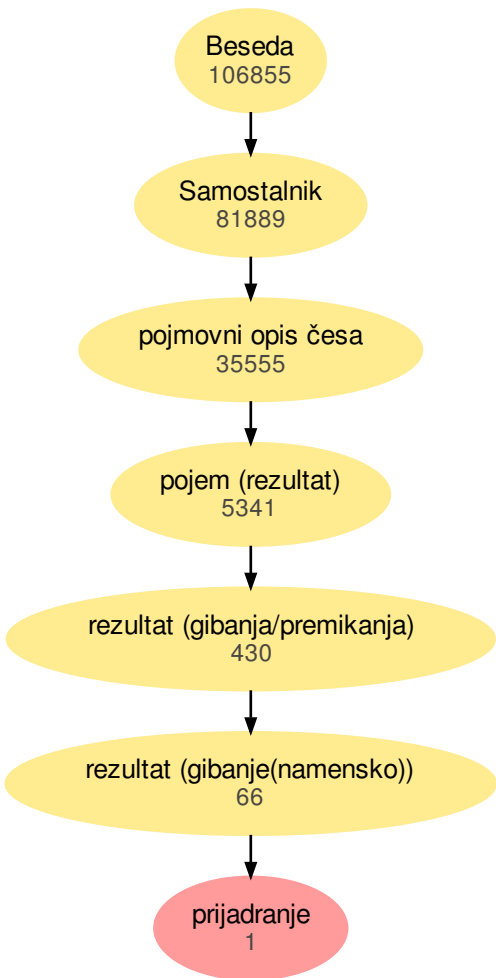 Beseda
106855
Samostalnik
81889
pojmovni opis česa
35555
pojem (rezultat)
5341
rezultat (gibanja/premikanja)
430
rezultat (gibanje(namensko))
66
prijadranje
1